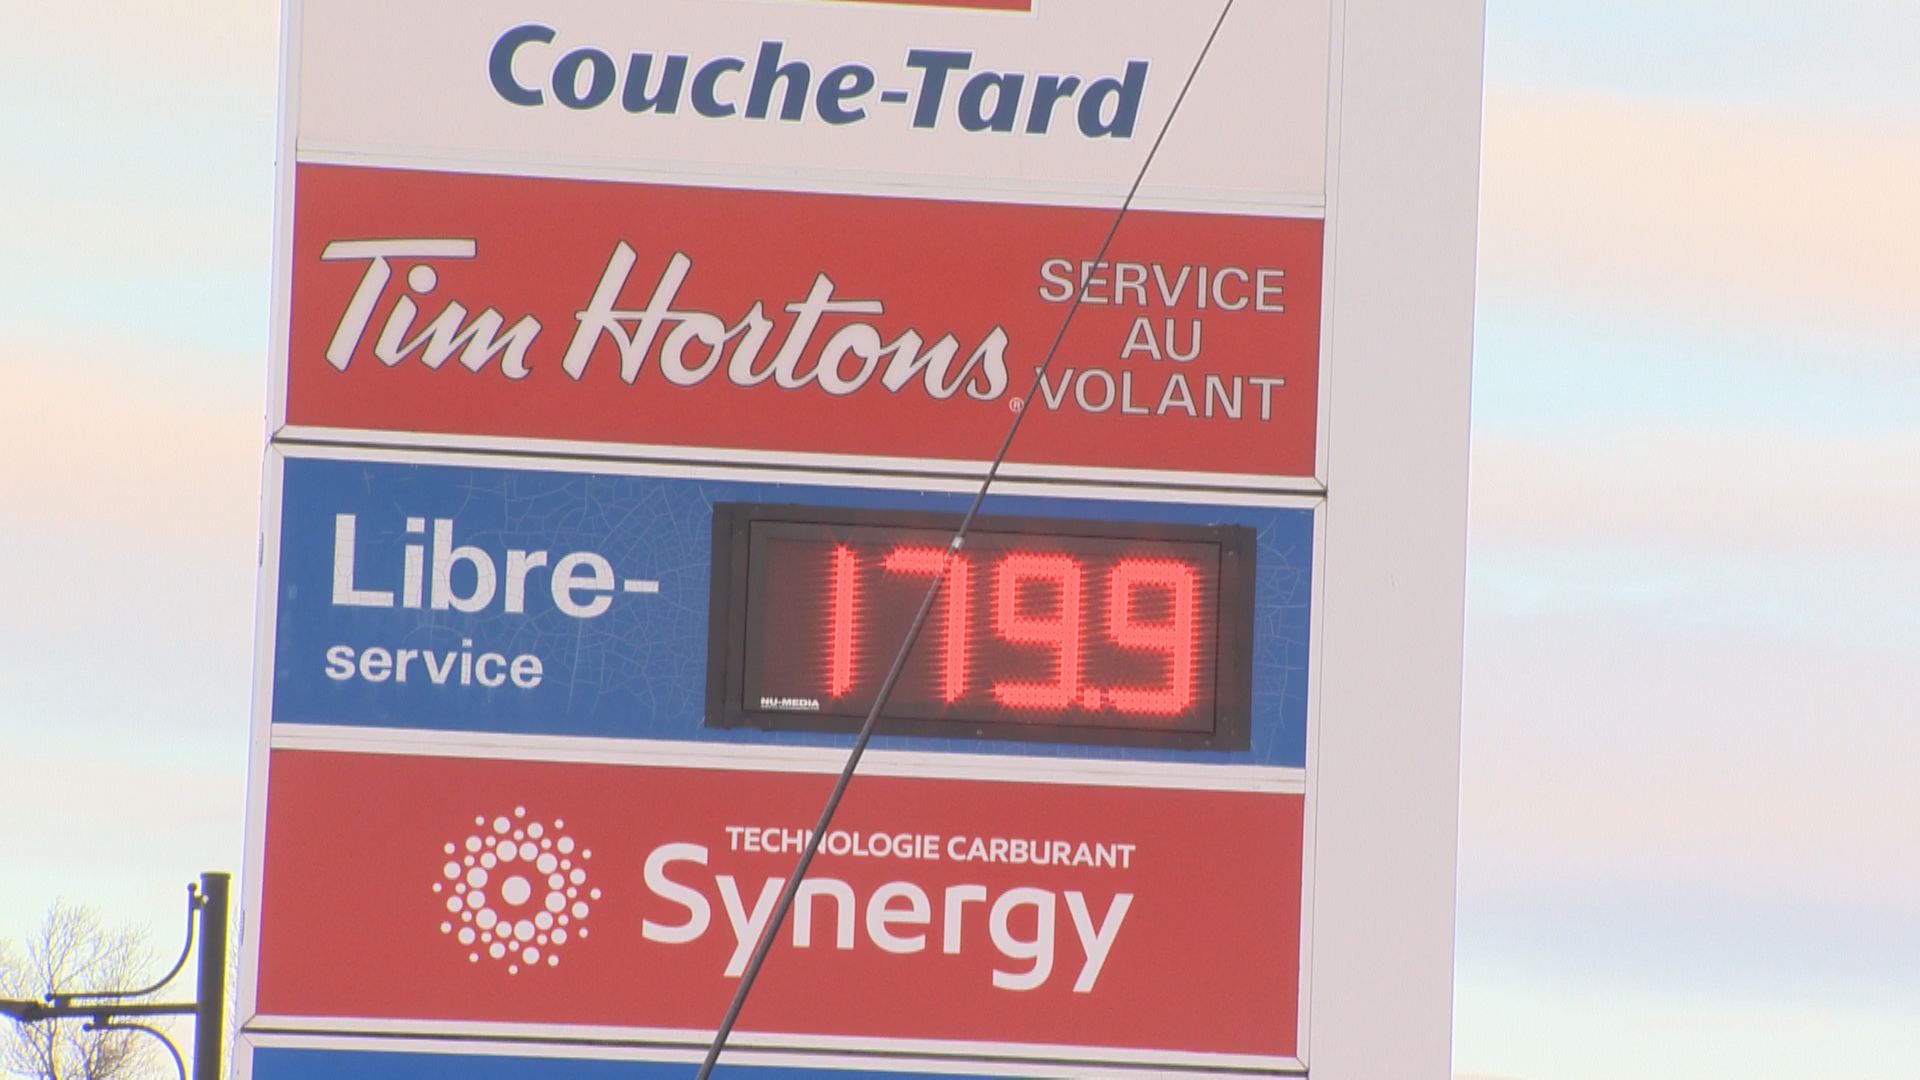 Couche-Tard
Tim Hortons®
SERVICE
AU
VOLANT
Libre-
service
179.9
NU-MEDIA
TECHNOLOGIE CARBURANT
Synergy